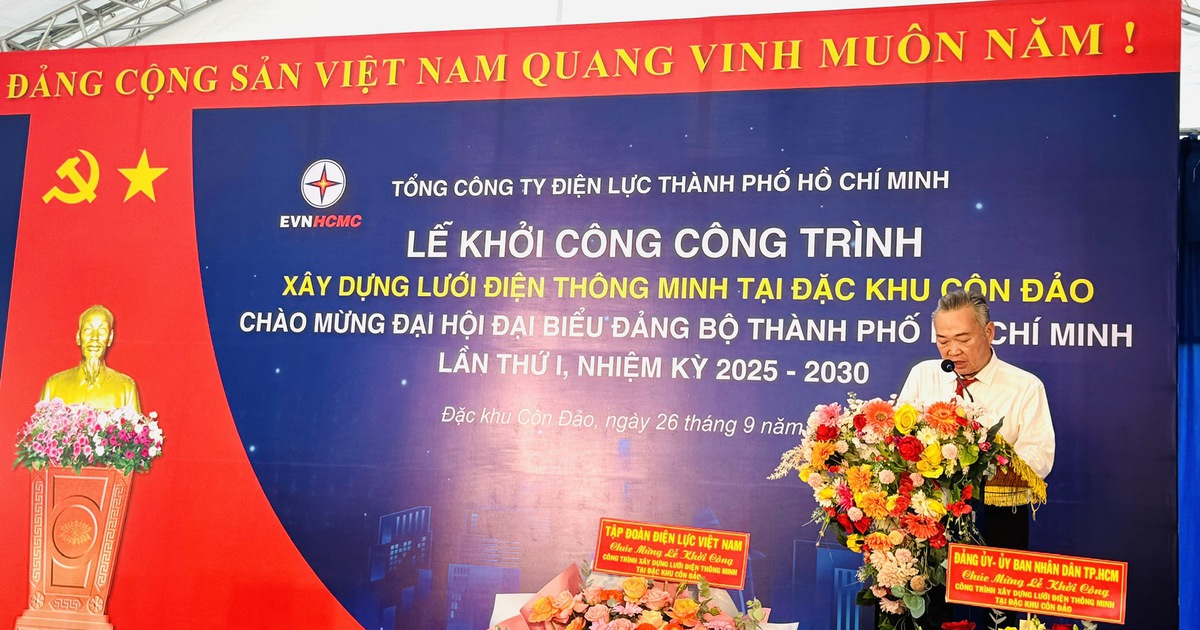 ĐẢNG CỘNG SẢN VIỆT NAM QUANG VINH MUÔN NĂM !
EVNHCMC
TỔNG CÔNG TY ĐIỆN LỰC THÀNH PHỐ HỒ CHÍ MINH
LỄ KHỞI CÔNG CÔNG TRÌNH
XÂY DỰNG LƯỚI ĐIỆN THÔNG MINH TẠI ĐẶC KHU CÔN ĐẢO
CHÀO MỪNG ĐẠI HỘI ĐẠI BIỂU ĐẢNG BỘ THÀNH PHỐ CHÍ MINH
LẦN THỨ I, NHIỆM KỲ 2025 - 2030
Đặc khu Côn Đảo, ngày 26 tháng 9 năm
TẬP ĐOÀN ĐIỆN LỰC VIỆT NAM
Chúc Mừng Lễ Khởi Công
CÔNG TRÌNH XÂY DỰNG LƯỚI ĐIỆN THÔNG MINH
TẠI ĐẶC KHU CÔN ĐẢO
ĐẢNG ỦY- ỦY BAN NHÂN DÂN TP.HCM
Chúc Mừng Lễ Khởi Công
CÔNG TRÌNH XÂY DỰNG LƯỚI ĐIỆN THÔNG MINH
TẠI ĐẶC KHU CÔN ĐẢO